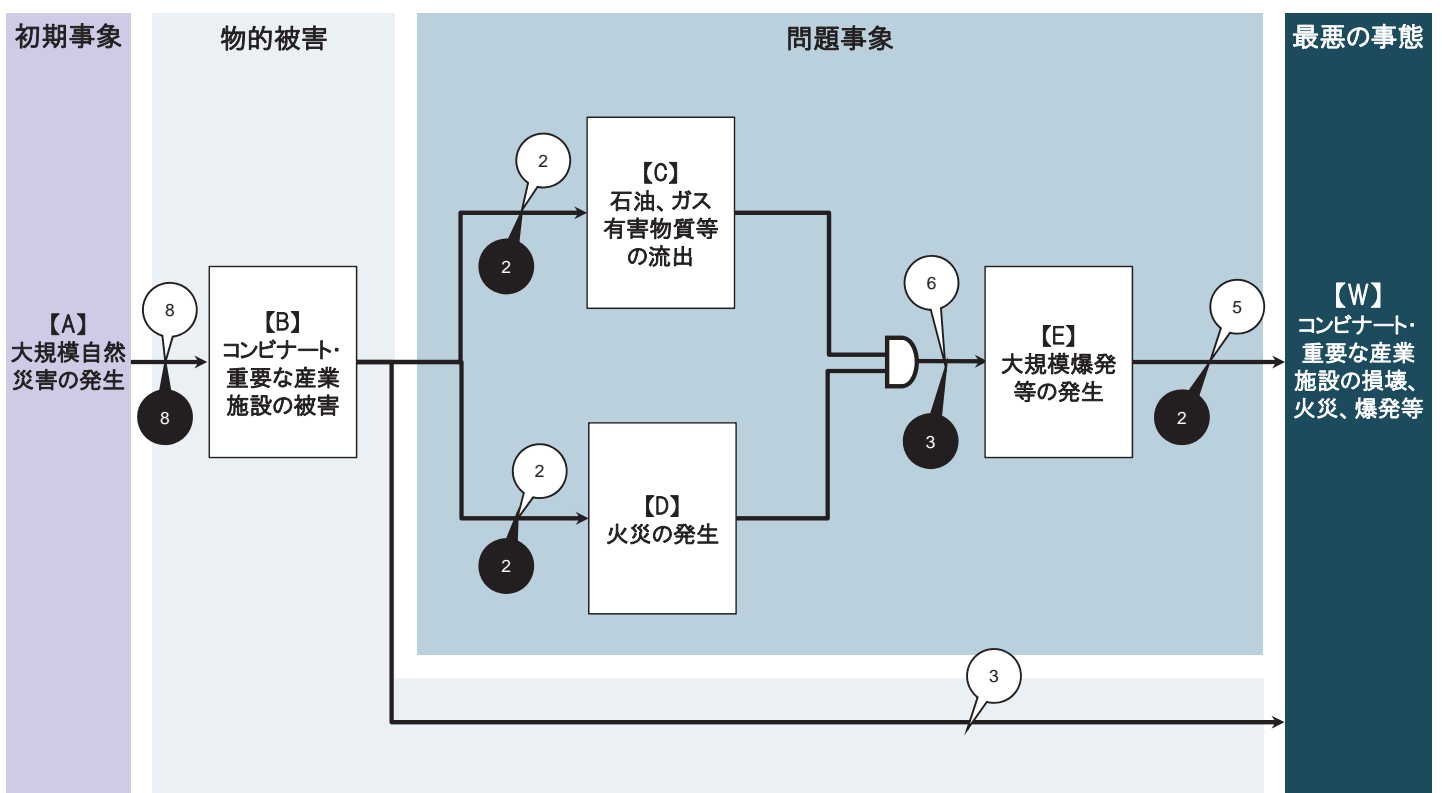 初期事象
物的被害
問題事象
最悪の事態
【A】
大規模自然
災害の発生
8
8
【B】
コンビナート・
重要な産業
施設の被害
2
2
【C】
石油、ガス
有害物質等
の流出
2
2
【D】
火災の発生
6
3
【E】
大規模爆発
等の発生
5
2
3
【W】
コンビナート・
重要な産業
施設の損壊、
火災、爆発等